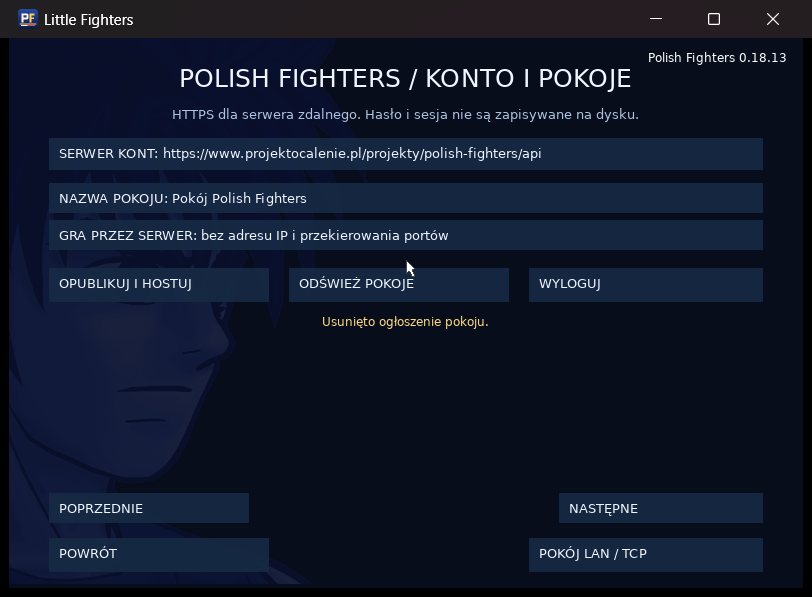 PF Little Fighters
Polish Fighters 0.18.13
POLISH FIGHTERS / KONTO I POKOJE
HTTPS dla serwera zdalnego. Hasło i sesja nie są zapisywane na dysku.
SERWER KONT: https://www.projektocalenie.pl/projekty/polish-fighters/api
NAZWA POKOJU: Pokój Polish Fighters
GRA PRZEZ SERWER: bez adresu IP i przekierowania portów
OPUBLIKUJ I HOSTUJ ODŚWIEŻ POKOJE WYLOGUJ
Usunięto ogłoszenie pokoju.
POPRZEDNIE NASTĘPNE
POWRÓT POKÓJ LAN / TCP